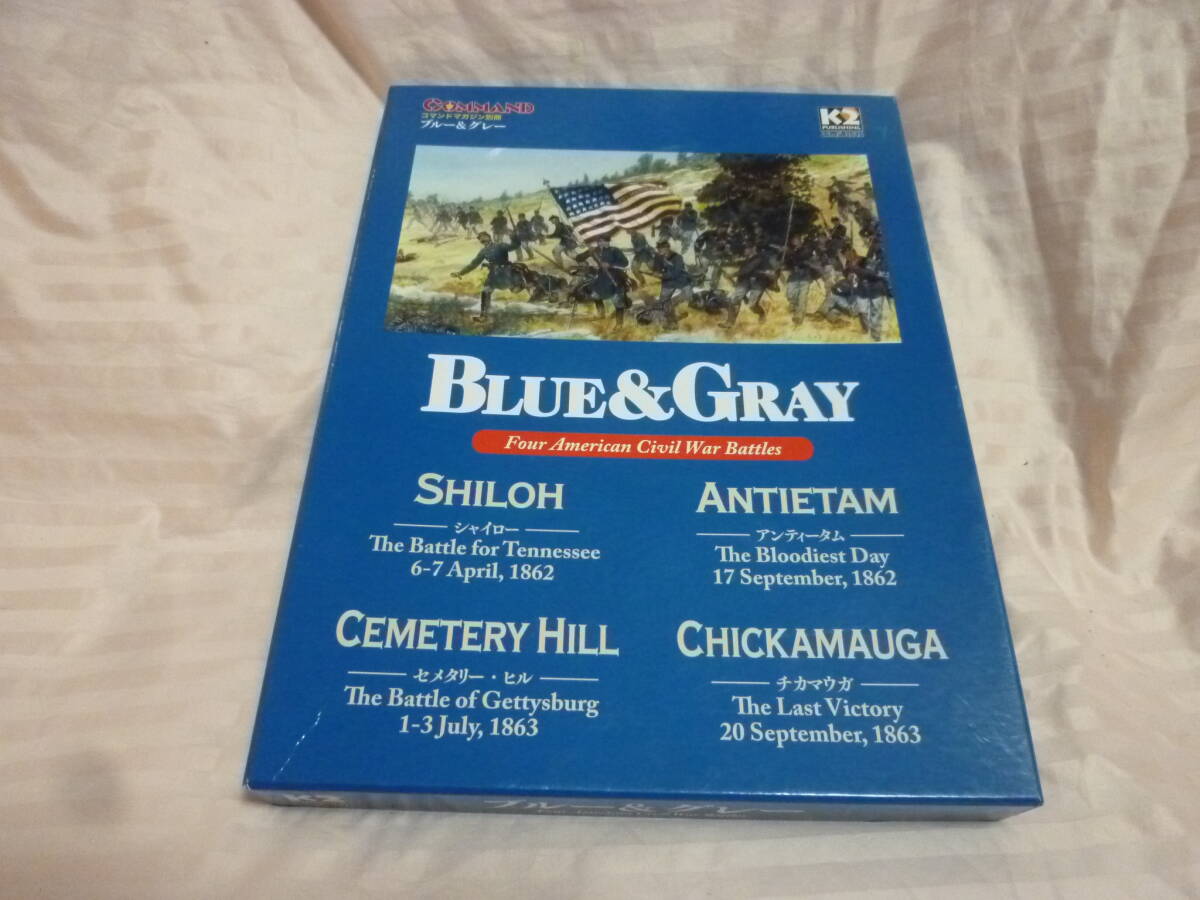 COMMAND
コマンドマガジン別冊
ブルー&グレー
K2
PUBLISHING
BLUE&GRAY
Four American Civil War Battles
SHILOH
シャイロー
The Battle for Tennessee
6-7 April, 1862
ANTIETAM
アンティータム
The Bloodiest Day
17 September, 1862
CEMETERY HILL
セメタリー・ヒル
The Battle of Gettysburg
1-3 July, 1863
CHICKAMAUGA
チカマウガ
The Last Victory
20 September, 1863
K2
ブルー&グレー